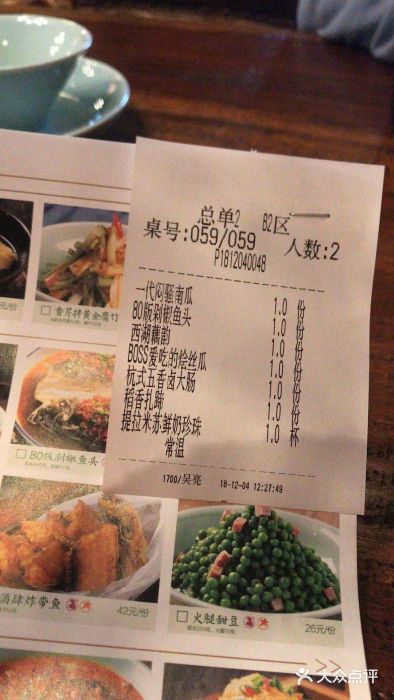 总单2 B2区
桌号:059/059 人数:2
P1812040048
一代闷骚南瓜 1.0 份
80版剁椒鱼头 1.0 份
西湖藕韵 1.0 份
BOSS爱吃的烩丝瓜 1.0 份
杭式五香卤大肠 1.0 份
稻香扎蹄 1.0 份
提拉米苏鲜奶珍珠 1.0 杯
常温
1700/吴亮 18-12-04 12:27:49
元/份
香芹拌黄金腐竹
80版剁椒鱼头
酒肆炸带鱼 42元/份
火腿甜豆 26元/份
大众点评